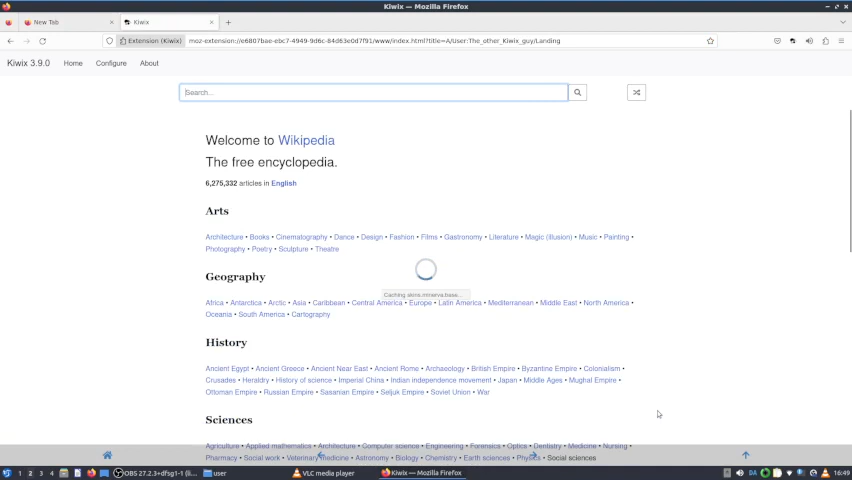 Kiwix — Mozilla Firefox
New Tab
Kiwix
Extension (Kiwix) moz-extension://e6807bae-ebc7-4949-9d6c-84d63e0d7f91/www/index.html?title=A/User:The_other_Kiwix_guy/Landing
Kiwix 3.9.0 Home Configure About
Search...
Welcome to Wikipedia
The free encyclopedia.
6,275,332 articles in English
Arts
Architecture • Books • Cinematography • Dance • Design • Fashion • Films • Gastronomy • Literature • Magic (illusion) • Music • Painting •
Photography • Poetry • Sculpture • Theatre
Geography
Caching skins.minerva.base...
Africa • Antarctica • Arctic • Asia • Caribbean • Central America • Europe • Latin America • Mediterranean • Middle East • North America •
Oceania • South America • Cartography
History
Ancient Egypt • Ancient Greece • Ancient Near East • Ancient Rome • Archaeology • British Empire • Byzantine Empire • Colonialism •
Crusades • Heraldry • History of science • Imperial China • Indian independence movement • Japan • Middle Ages • Mughal Empire •
Ottoman Empire • Russian Empire • Sasanian Empire • Seljuk Empire • Soviet Union • War
Sciences
Agriculture • Applied mathematics • Architecture • Computer science • Engineering • Forensics • Optics • Dentistry • Medicine • Nursing •
Pharmacy • Social work • Veterinary medicine • Astronomy • Biology • Chemistry • Earth sciences • Physics • Social sciences
1 2 3 4 OBS 27.2.3+dfsg1-1 (li... user VLC media player Kiwix — Mozilla Firefox DA 16:49